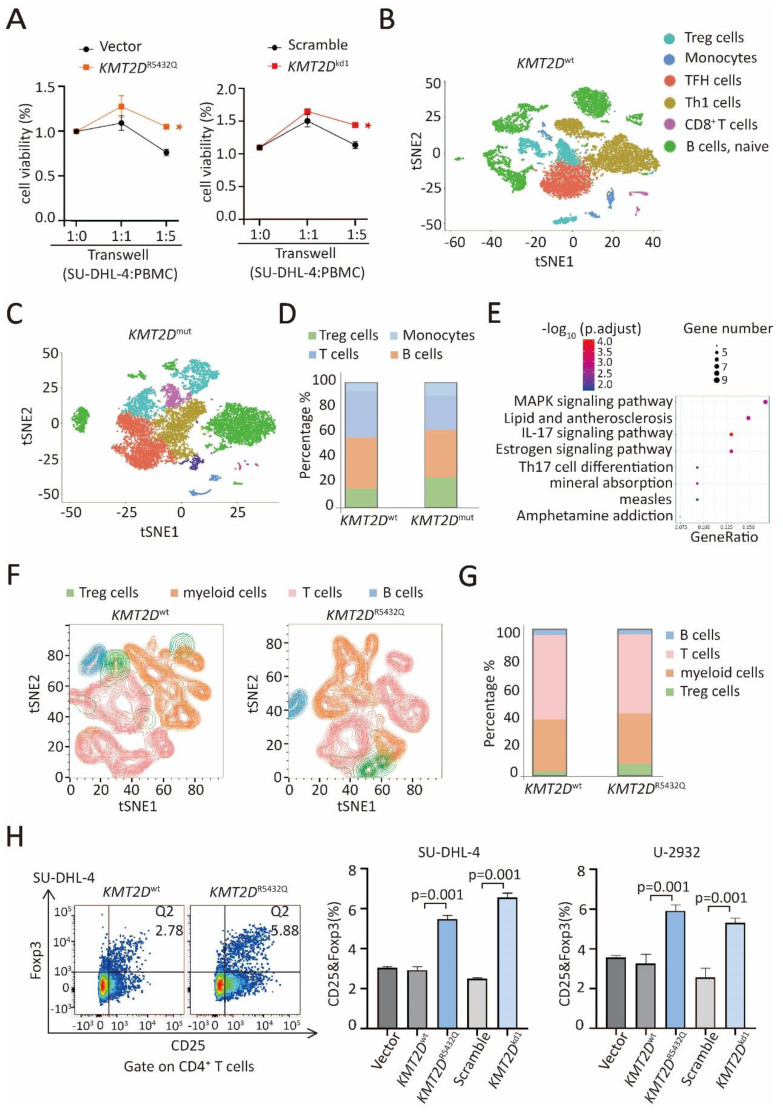 A
Vector
KMT2D^R5432Q
cell viability (%)
1.5
1.0
0.5
0.0
1:0 1:1 1:5
Transwell
(SU-DHL-4:PBMC)
Scramble
KMT2D^kd1
cell viability (%)
2.0
1.5
1.0
0.5
0.0
1:0 1:1 1:5
Transwell
(SU-DHL-4:PBMC)
B
KMT2D^wt
tSNE2
50
25
0
-25
-50
-60 -40 -20 0 20 40
tSNE1
Treg cells
Monocytes
TFH cells
Th1 cells
CD8⁺ T cells
B cells, naive
C
KMT2D^mut
tSNE2
50
25
0
-25
-50
-50 -25 0 25
tSNE1
D
Treg cells Monocytes
T cells B cells
Percentage %
100
80
60
40
20
0
KMT2D^wt KMT2D^mut
E
-log₁₀ (p.adjust)
4.0
3.5
3.0
2.5
2.0
1.5
Gene number
5
7
9
MAPK signaling pathway
Lipid and antherosclerosis
IL-17 signaling pathway
Estrogen signaling pathway
Th17 cell differentiation
mineral absorption
measles
Amphetamine addiction
0.075 0.100 0.125 0.150
GeneRatio
F
Treg cells myeloid cells T cells B cells
KMT2D^wt
tSNE2
80
60
40
20
0
0 20 40 60 80
tSNE1
KMT2D^R5432Q
tSNE2
80
60
40
20
0
0 20 40 60 80
tSNE1
G
Percentage %
100
80
60
40
20
0
KMT2D^wt KMT2D^R5432Q
B cells
T cells
myeloid cells
Treg cells
H
SU-DHL-4
KMT2D^wt KMT2D^R5432Q
Q2
2.78
Q2
5.88
Foxp3
10⁵
10⁴
10³
0
-10³
-10³ 0 10³ 10⁴ 10⁵
-10³ 0 10³ 10⁴ 10⁵
CD25
Gate on CD4⁺ T cells
SU-DHL-4
CD25&Foxp3(%)
8
6
4
2
0
p=0.001
p=0.001
Vector
KMT2D^wt
KMT2D^R5432Q
Scramble
KMT2D^kd1
U-2932
CD25&Foxp3(%)
8
6
4
2
0
p=0.001
p=0.001
Vector
KMT2D^wt
KMT2D^R5432Q
Scramble
KMT2D^kd1